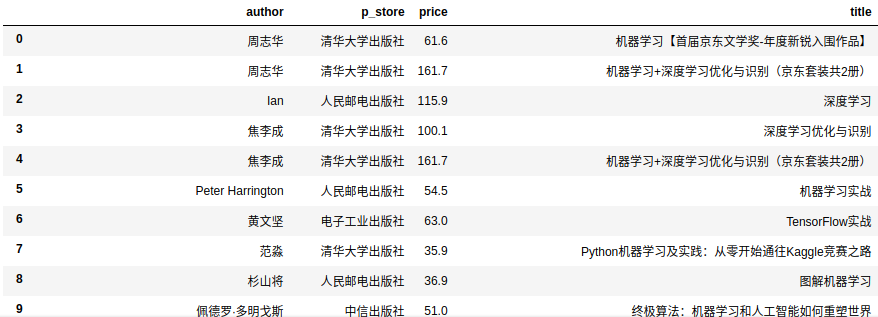 author p_store price title
0 周志华 清华大学出版社 61.6 机器学习【首届京东文学奖-年度新锐入围作品】
1 周志华 清华大学出版社 161.7 机器学习+深度学习优化与识别（京东套装共2册）
2 Ian 人民邮电出版社 115.9 深度学习
3 焦李成 清华大学出版社 100.1 深度学习优化与识别
4 焦李成 清华大学出版社 161.7 机器学习+深度学习优化与识别（京东套装共2册）
5 Peter Harrington 人民邮电出版社 54.5 机器学习实战
6 黄文坚 电子工业出版社 63.0 TensorFlow实战
7 范淼 清华大学出版社 35.9 Python机器学习及实践：从零开始通往Kaggle竞赛之路
8 杉山将 人民邮电出版社 36.9 图解机器学习
9 佩德罗·多明戈斯 中信出版社 51.0 终极算法：机器学习和人工智能如何重塑世界